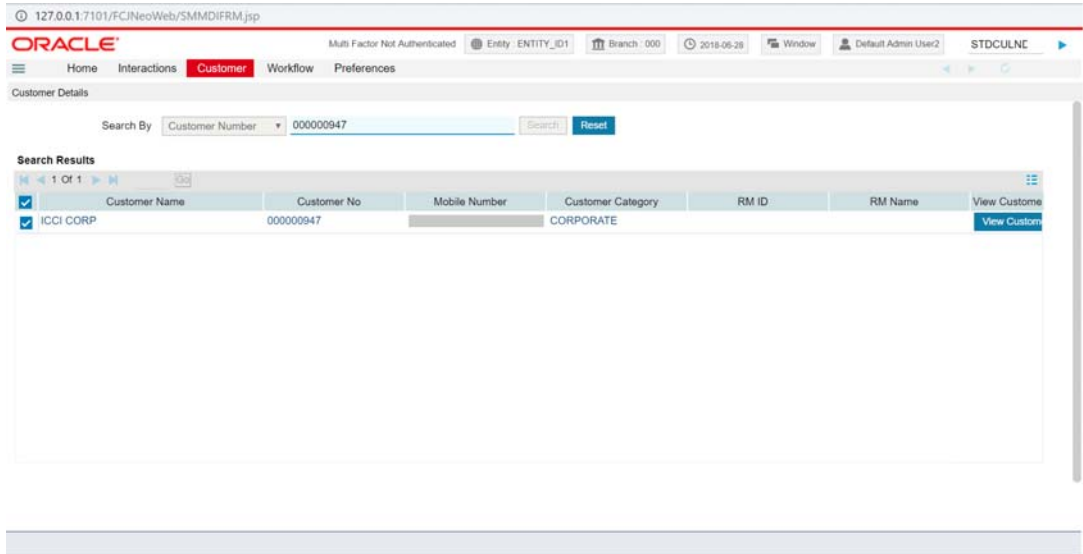 127.0.0.1:7101/FCJNeoWeb/SMMDIFRM.jsp
ORACLE Multi Factor Not Authenticated Entity : ENTITY_ID1 Branch : 000 2018-06-28 Window Default Admin User2 STDCULND
Home Interactions Customer Workflow Preferences
Customer Details
Search By Customer Number 000000947 Search Reset
Search Results
1 Of 1 Go
Customer Name Customer No Mobile Number Customer Category RM ID RM Name View Custome
ICCI CORP 000000947 CORPORATE View Custom